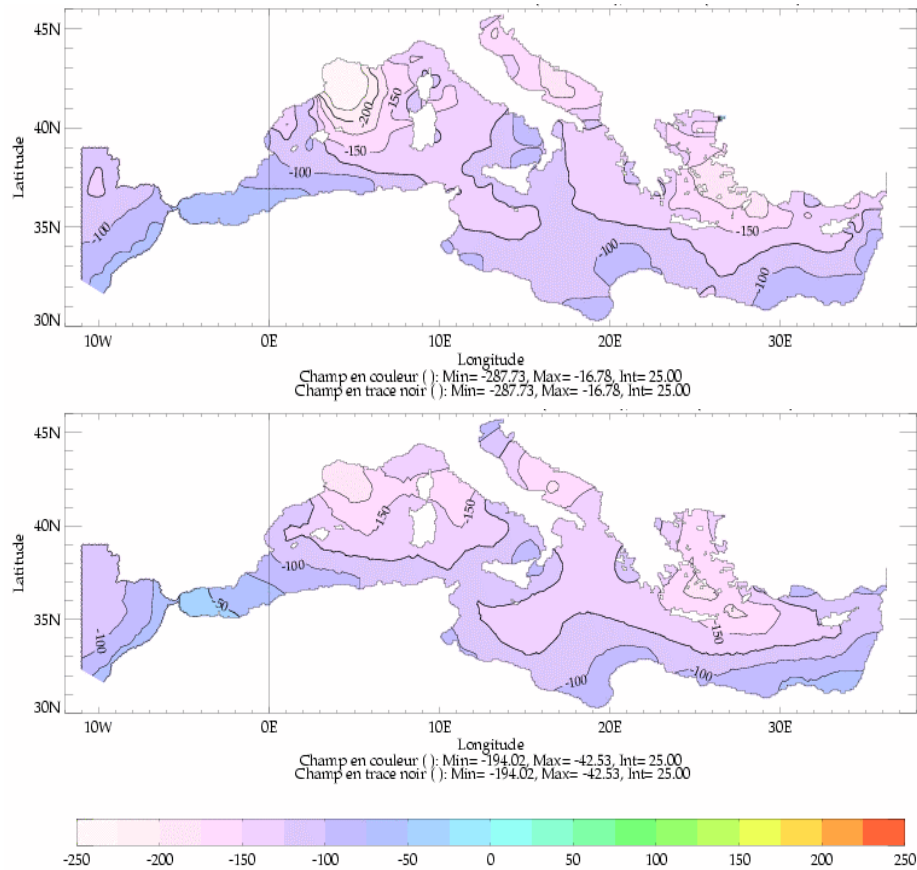 45N
40N
35N
30N
Latitude
-200
-150
-150
-100
-100
-100
-150
-100
10W 0E 10E 20E 30E
Longitude
Champ en couleur ( ): Min= -287.73, Max= -16.78, Int= 25.00
Champ en trace noir ( ): Min= -287.73, Max= -16.78, Int= 25.00
45N
40N
35N
30N
Latitude
-150
-150
-100
-50
-100
-150
-100
-100
10W 0E 10E 20E 30E
Longitude
Champ en couleur ( ): Min= -194.02, Max= -42.53, Int= 25.00
Champ en trace noir ( ): Min= -194.02, Max= -42.53, Int= 25.00
-250 -200 -150 -100 -50 0 50 100 150 200 250